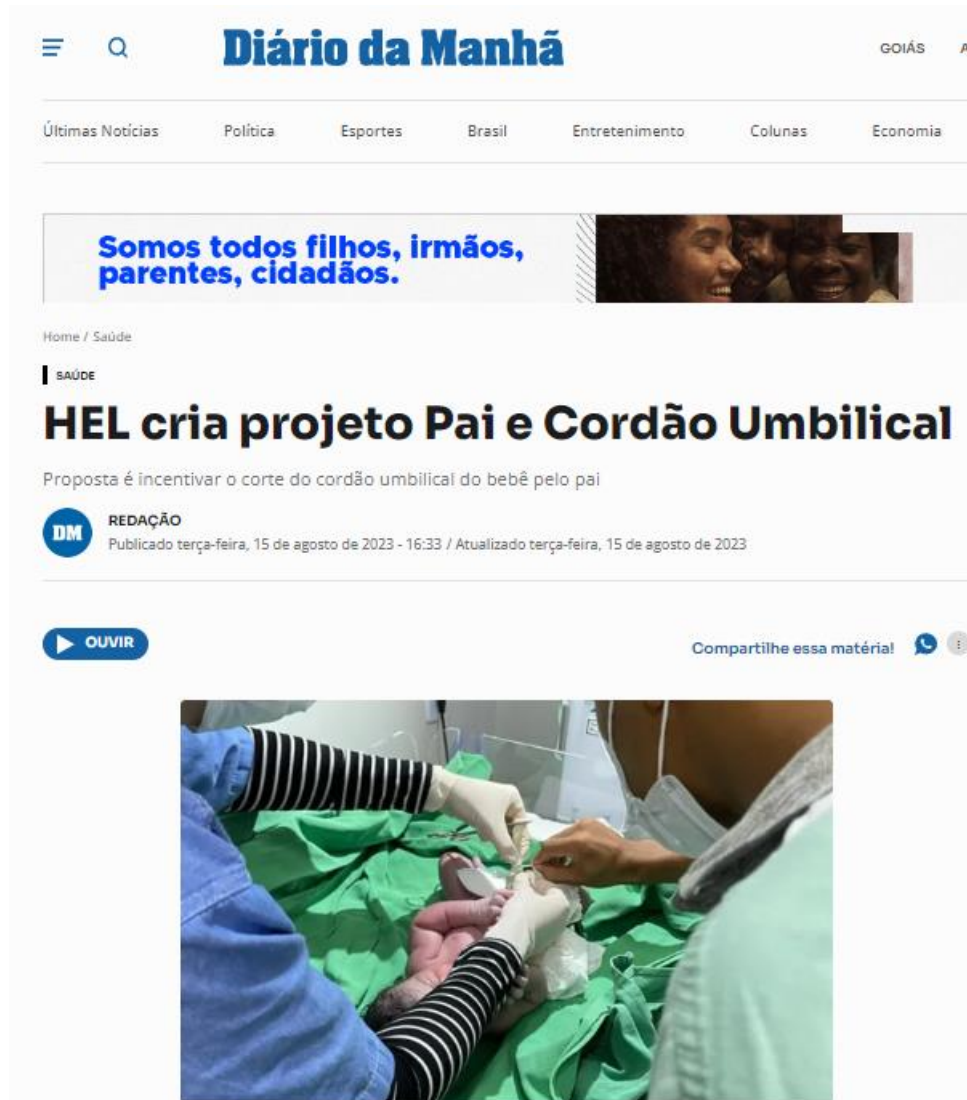 Diário da Manhã
GOIÁS
Últimas Notícias Política Esportes Brasil Entretenimento Colunas Economia
Somos todos filhos, irmãos,
parentes, cidadãos.
Home / Saúde
SAÚDE
HEL cria projeto Pai e Cordão Umbilical
Proposta é incentivar o corte do cordão umbilical do bebê pelo pai
DM
REDAÇÃO
Publicado terça-feira, 15 de agosto de 2023 - 16:33 / Atualizado terça-feira, 15 de agosto de 2023
OUVIR
Compartilhe essa matéria!